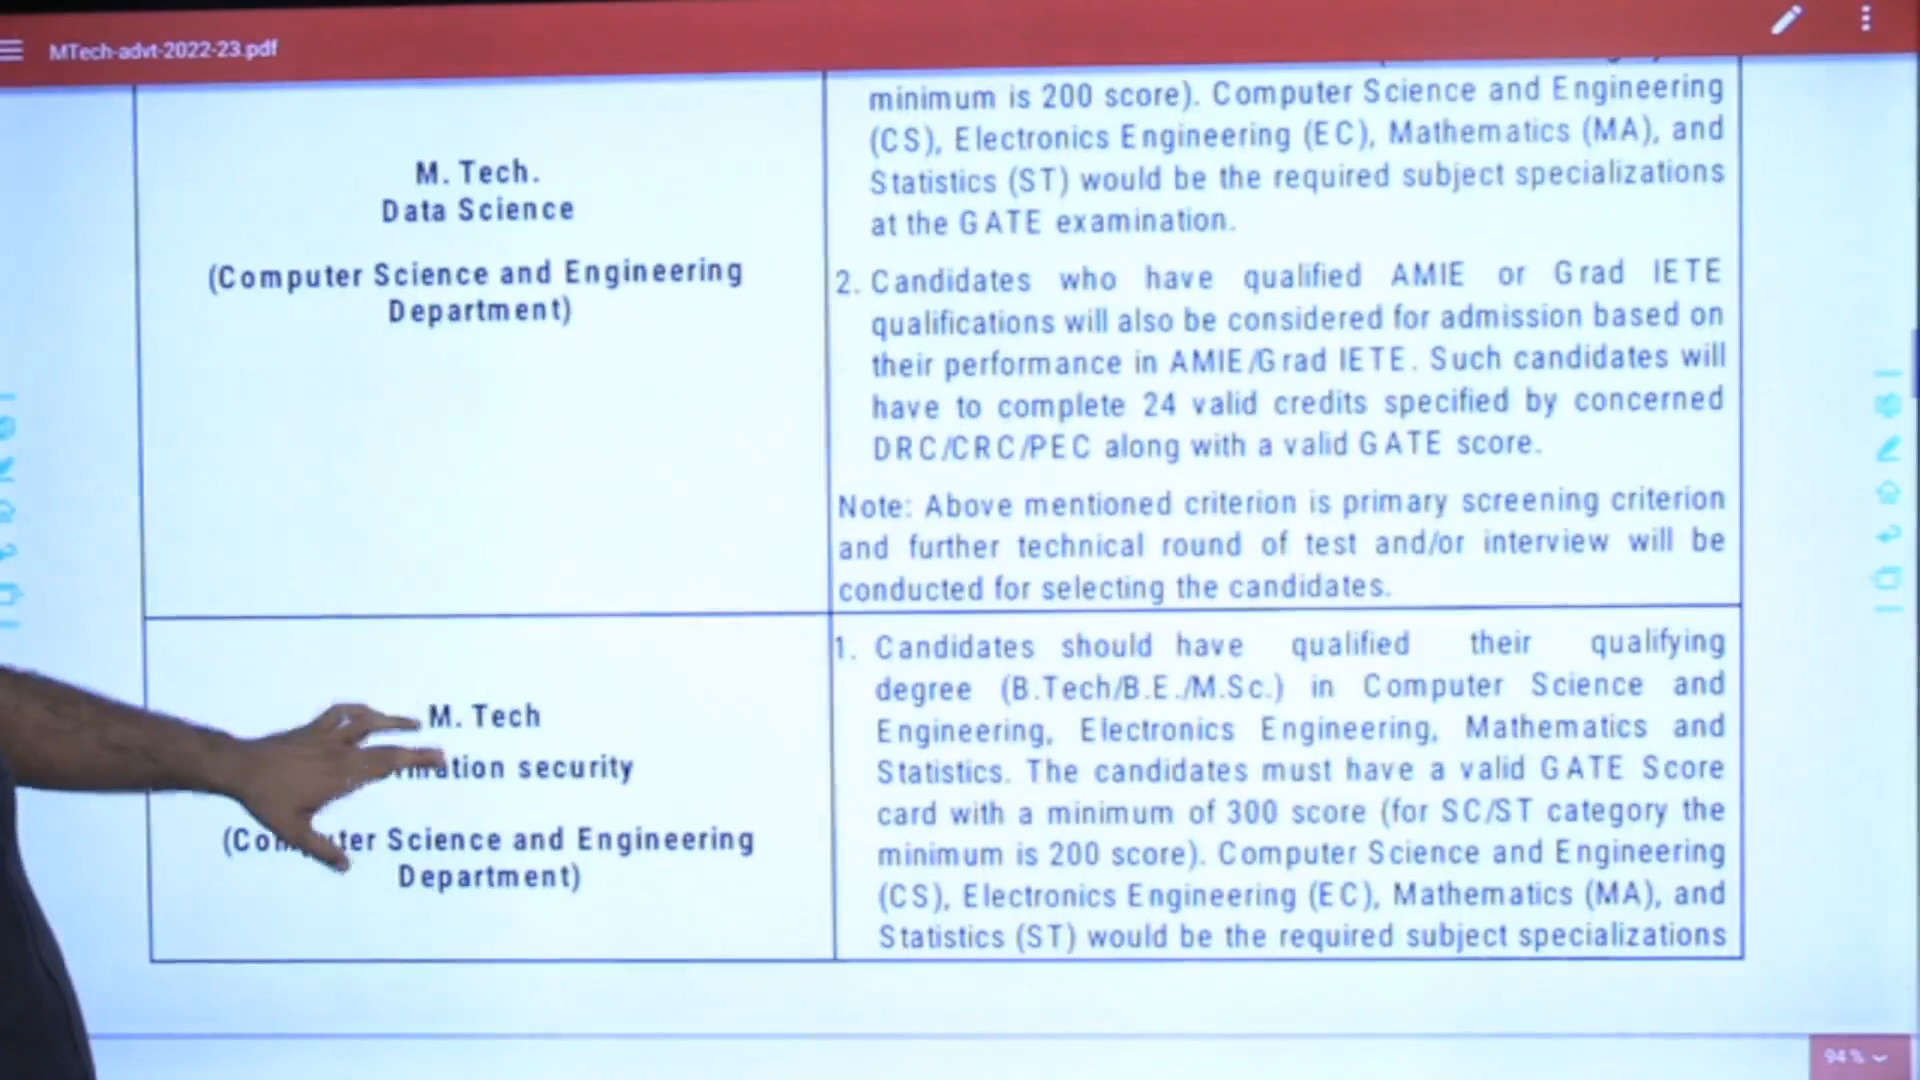 MTech-advt-2022-23.pdf
M. Tech.
Data Science
(Computer Science and Engineering
Department)
minimum is 200 score). Computer Science and Engineering
(CS), Electronics Engineering (EC), Mathematics (MA), and
Statistics (ST) would be the required subject specializations
at the GATE examination.
2. Candidates who have qualified AMIE or Grad IETE
qualifications will also be considered for admission based on
their performance in AMIE/Grad IETE. Such candidates will
have to complete 24 valid credits specified by concerned
DRC/CRC/PEC along with a valid GATE score.
Note: Above mentioned criterion is primary screening criterion
and further technical round of test and/or interview will be
conducted for selecting the candidates.
M. Tech
security
Science and Engineering
Department)
1. Candidates should have qualified their qualifying
degree (B.Tech/B.E./M.Sc.) in Computer Science and
Engineering, Electronics Engineering, Mathematics and
Statistics. The candidates must have a valid GATE Score
card with a minimum of 300 score (for SC/ST category the
minimum is 200 score). Computer Science and Engineering
(CS), Electronics Engineering (EC), Mathematics (MA), and
Statistics (ST) would be the required subject specializations
94%